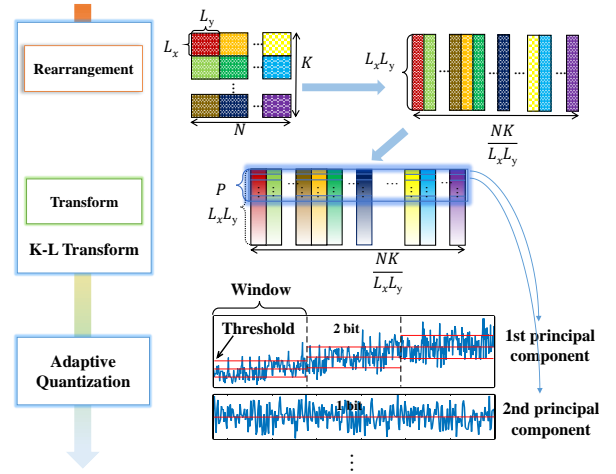 Rearrangement
Transform
K-L Transform
Adaptive
Quantization
L_y
L_x
...
K
N
L_xL_y
...
NK
L_xL_y
P
L_xL_y
...
NK
L_xL_y
Window
Threshold
2 bit
1 bit
1st principal
component
2nd principal
component
...